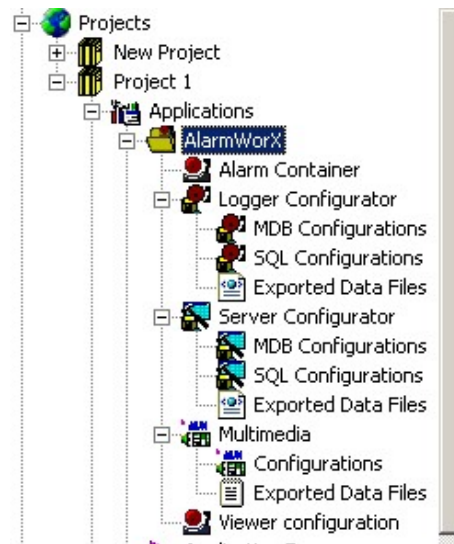 Projects
New Project
Project 1
Applications
AlarmWorX
Alarm Container
Logger Configurator
MDB Configurations
SQL Configurations
Exported Data Files
Server Configurator
MDB Configurations
SQL Configurations
Exported Data Files
Multimedia
Configurations
Exported Data Files
Viewer configuration